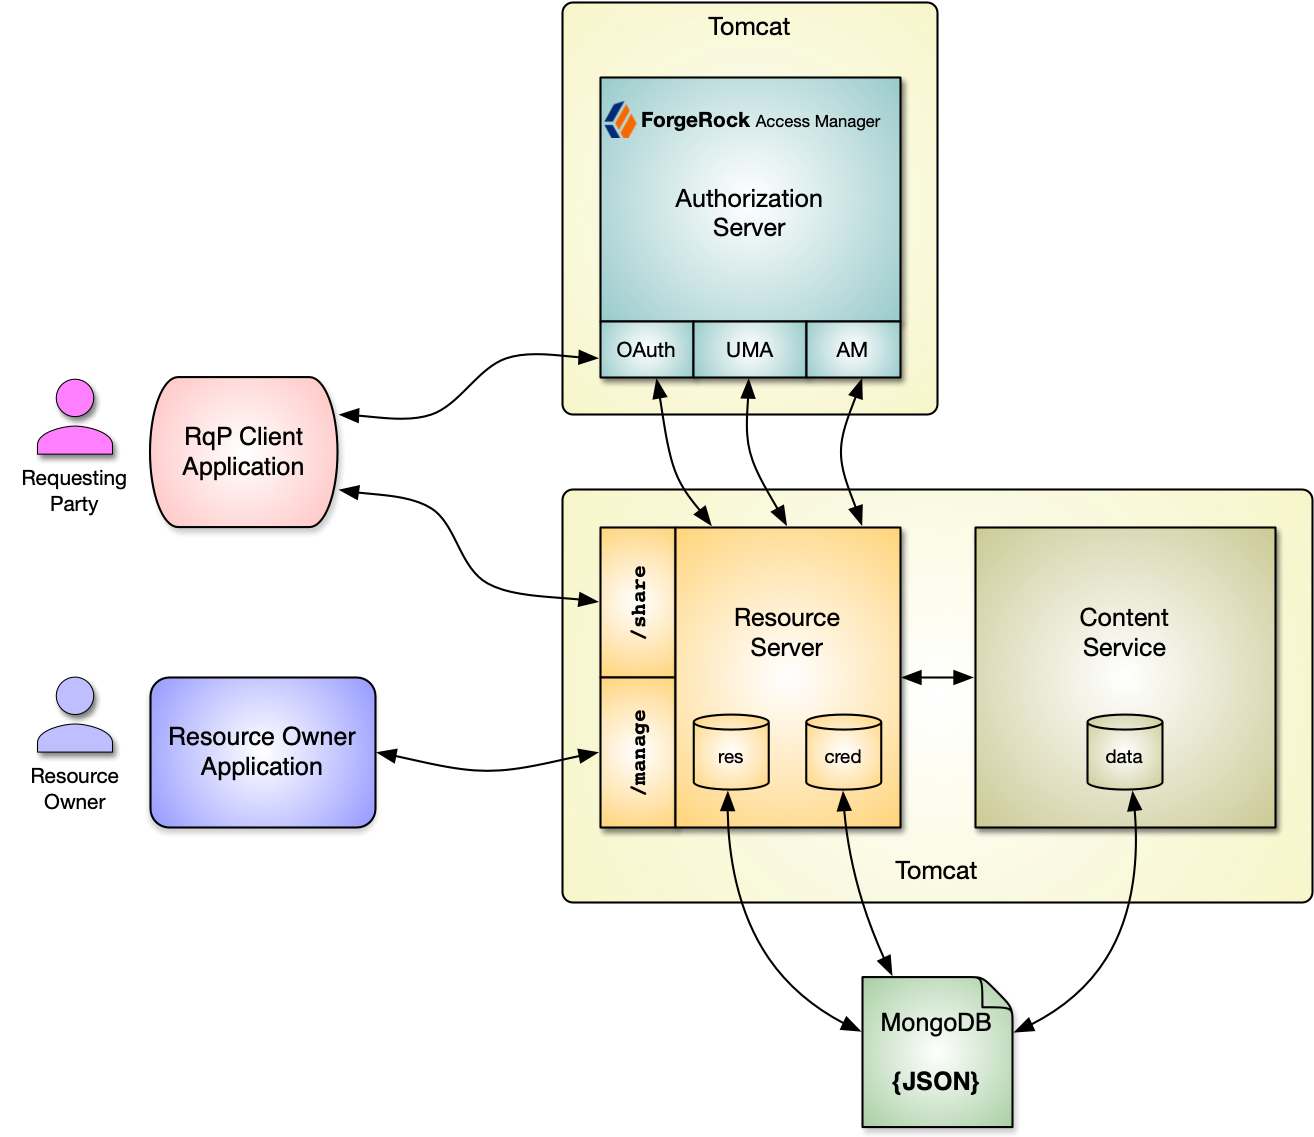 Tomcat
ForgeRock Access Manager
Authorization
Server
OAuth
UMA
AM
RqP Client
Application
Requesting
Party
/share
Resource
Server
Content
Service
Resource Owner
Application
Resource
Owner
/manage
res
cred
data
Tomcat
MongoDB
{JSON}